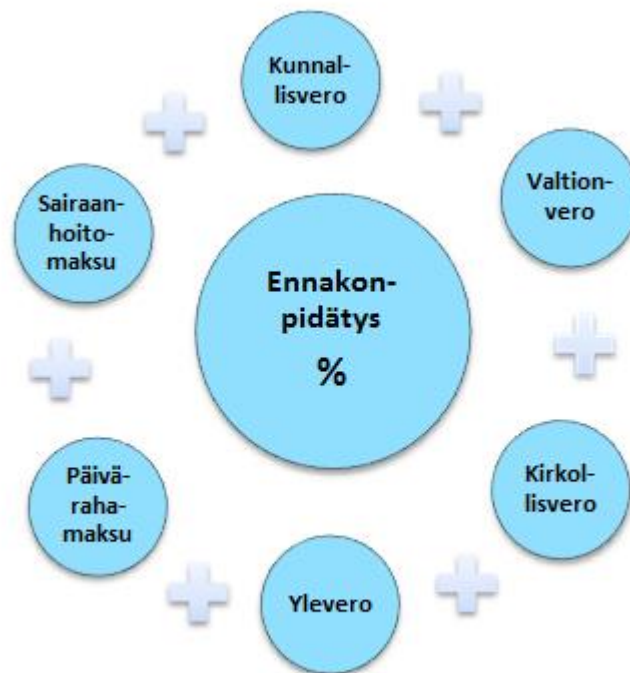 Kunnal-
lisvero
Valtion-
vero
Kirkol-
lisvero
Ylevero
Päivä-
raha-
maksu
Sairaan-
hoito-
maksu
Ennakon-
pidätys
%